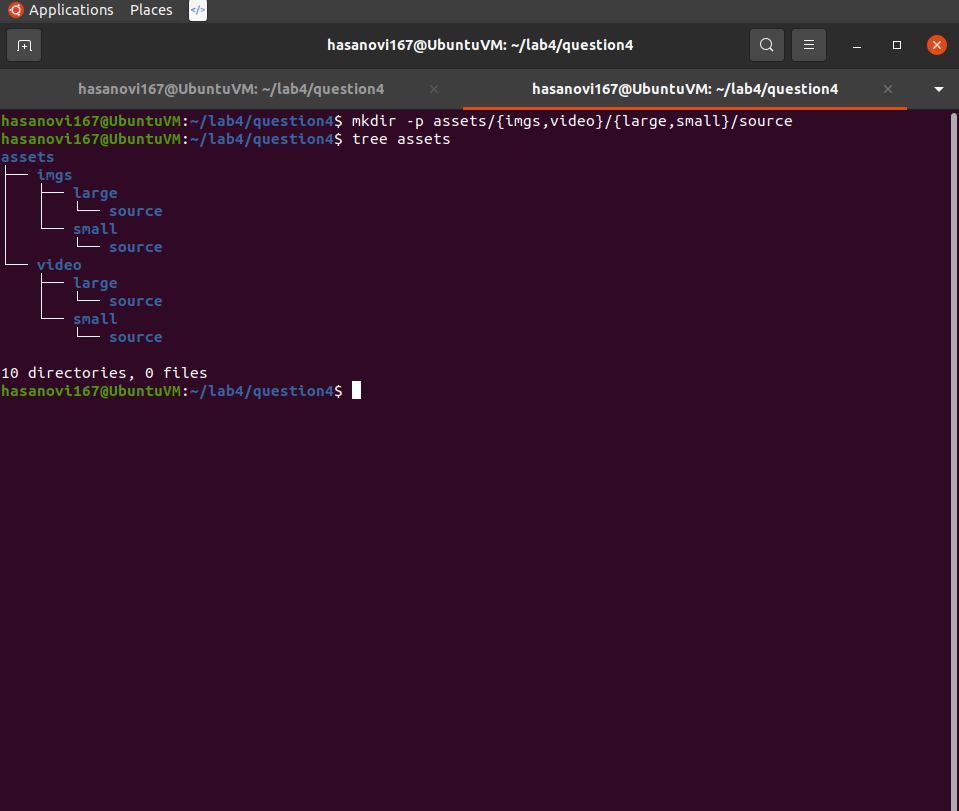 Applications Places </>
hasanovi167@UbuntuVM: ~/lab4/question4
hasanovi167@UbuntuVM: ~/lab4/question4 × hasanovi167@UbuntuVM: ~/lab4/question4 ×
hasanovi167@UbuntuVM:~/lab4/question4$ mkdir -p assets/{imgs,video}/{large,small}/source
hasanovi167@UbuntuVM:~/lab4/question4$ tree assets
assets
├── imgs
│   ├── large
│   │   └── source
│   └── small
│       └── source
└── video
    ├── large
    │   └── source
    └── small
        └── source

10 directories, 0 files
hasanovi167@UbuntuVM:~/lab4/question4$